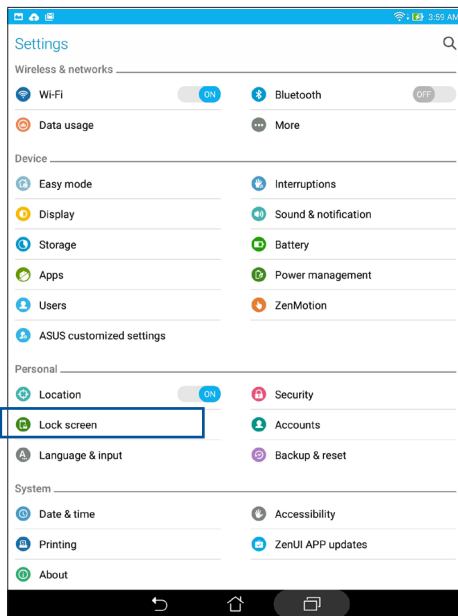 3:59 AM
Settings
Wireless & networks
Wi-Fi ON Bluetooth OFF
Data usage More
Device
Easy mode Interruptions
Display Sound & notification
Storage Battery
Apps Power management
Users ZenMotion
ASUS customized settings
Personal
Location ON Security
Lock screen Accounts
A Language & input Backup & reset
System
Date & time Accessibility
Printing ZenUI APP updates
About